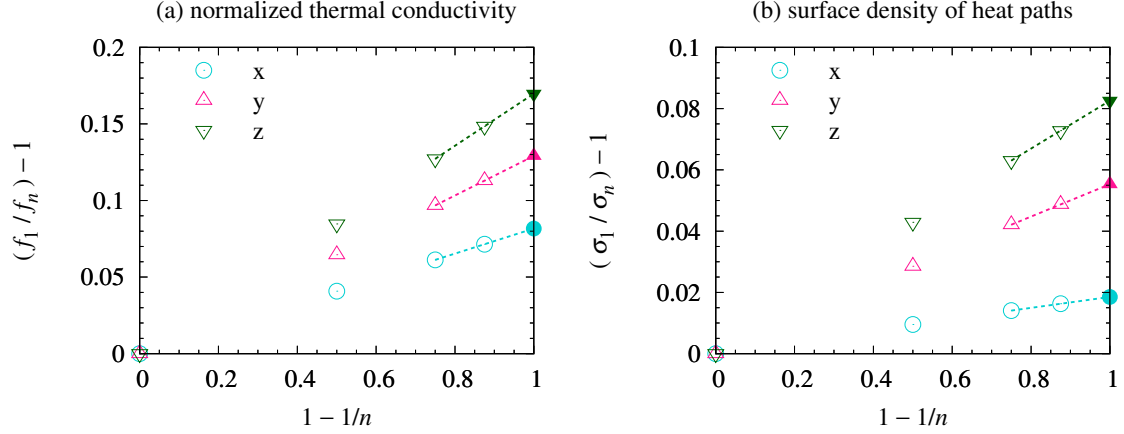 (a) normalized thermal conductivity
(f₁ / fₙ) − 1
0.2
0.15
0.1
0.05
0
x
y
z
0 0.2 0.4 0.6 0.8 1
1 − 1/n
(b) surface density of heat paths
(σ₁ / σₙ) − 1
0.1
0.08
0.06
0.04
0.02
0
x
y
z
0 0.2 0.4 0.6 0.8 1
1 − 1/n